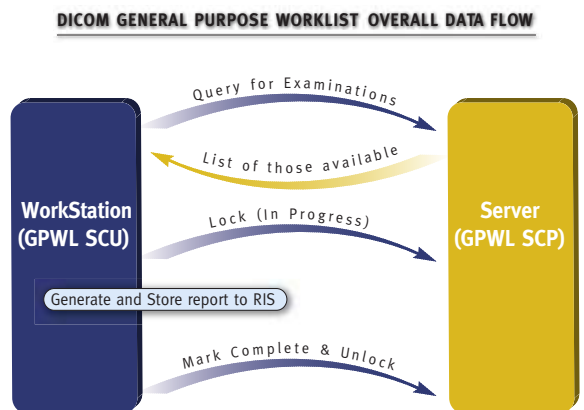 DICOM GENERAL PURPOSE WORKLIST OVERALL DATA FLOW
Query for Examinations
List of those available
WorkStation
(GPWL SCU)
Server
(GPWL SCP)
Lock (In Progress)
Generate and Store report to RIS
Mark Complete & Unlock